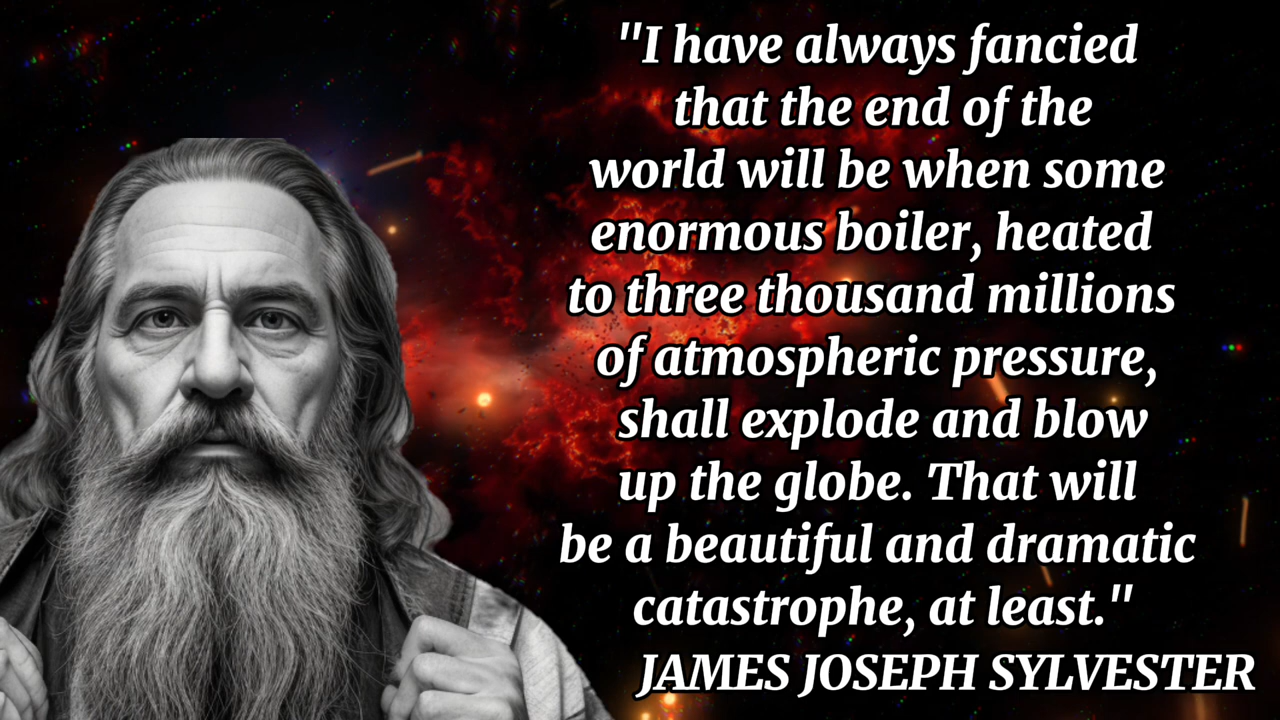 "I have always fancied
that the end of the
world will be when some
enormous boiler, heated
to three thousand millions
of atmospheric pressure,
shall explode and blow
up the globe. That will
be a beautiful and dramatic
catastrophe, at least."
JAMES JOSEPH SYLVESTER